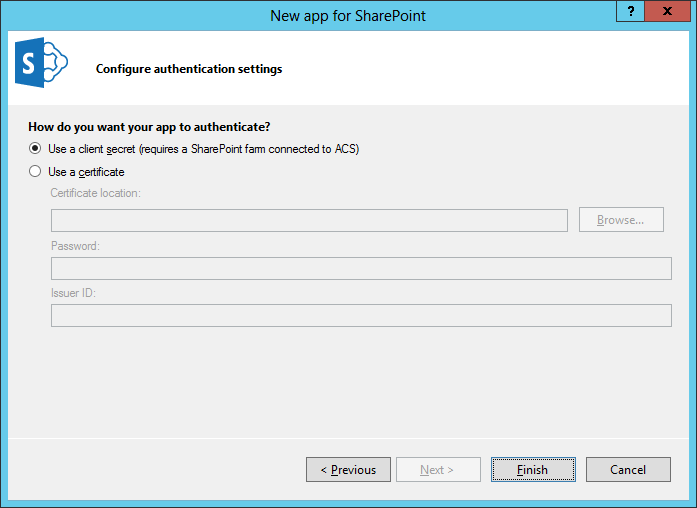 New app for SharePoint
?
x
S
Configure authentication settings
How do you want your app to authenticate?
Use a client secret (requires a SharePoint farm connected to ACS)
Use a certificate
Certificate location:
Browse...
Password:
Issuer ID:
< Previous
Next >
Finish
Cancel